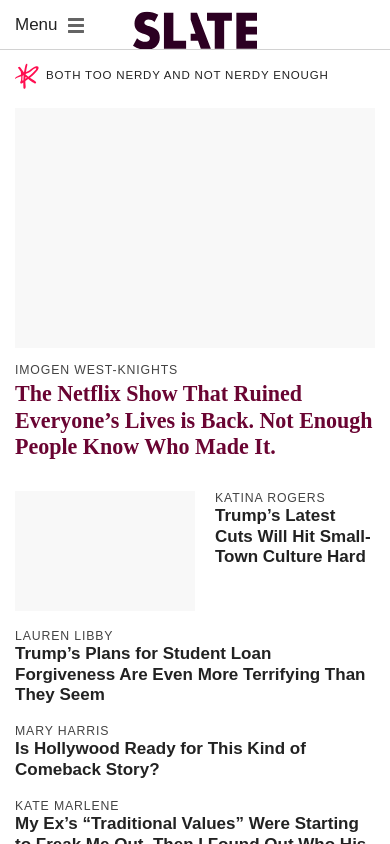 Menu
SLATE
BOTH TOO NERDY AND NOT NERDY ENOUGH
IMOGEN WEST-KNIGHTS
The Netflix Show That Ruined
Everyone’s Lives is Back. Not Enough
People Know Who Made It.
KATINA ROGERS
Trump’s Latest
Cuts Will Hit Small-
Town Culture Hard
LAUREN LIBBY
Trump’s Plans for Student Loan
Forgiveness Are Even More Terrifying Than
They Seem
MARY HARRIS
Is Hollywood Ready for This Kind of
Comeback Story?
KATE MARLENE
My Ex’s “Traditional Values” Were Starting
to Freak Me Out. Then I Found Out Who His